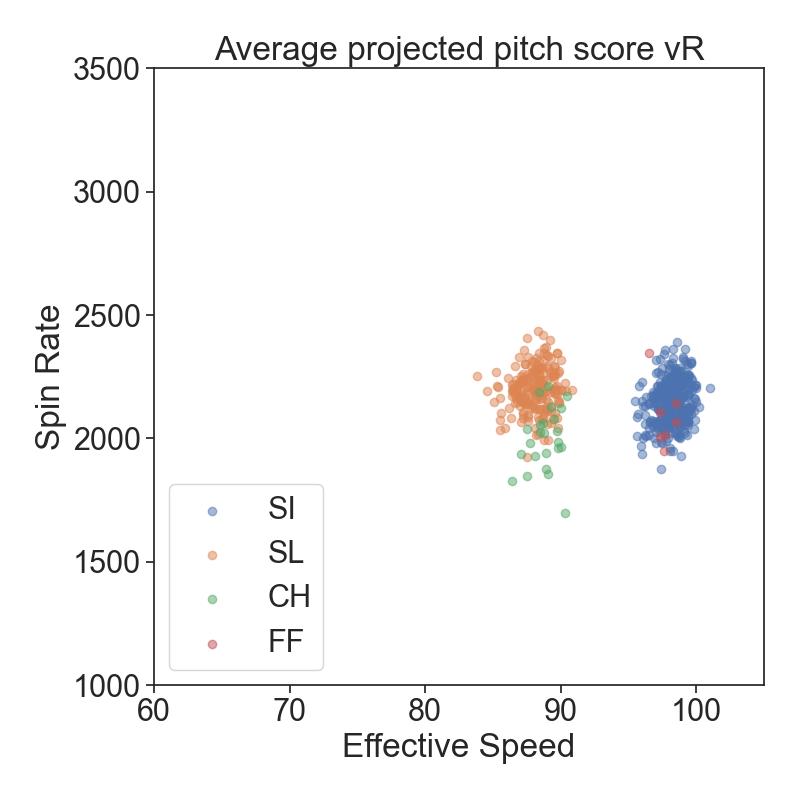 Average projected pitch score vR
3500
3000
2500
2000
1500
1000
Spin Rate
SI
SL
CH
FF
60
70
80
90
100
Effective Speed